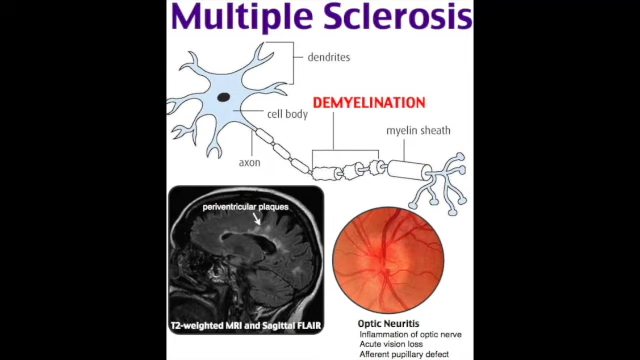 Multiple Sclerosis
dendrites
DEMYELINATION
cell body
myelin sheath
axon
periventricular plaques
T2-weighted MRI and Sagittal FLAIR
Optic Neuritis
Inflammation of optic nerve
Acute vision loss
Afferent pupillary defect